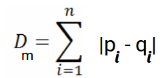 D_m = \sum_{i=1}^{n} |p_i - q_i|